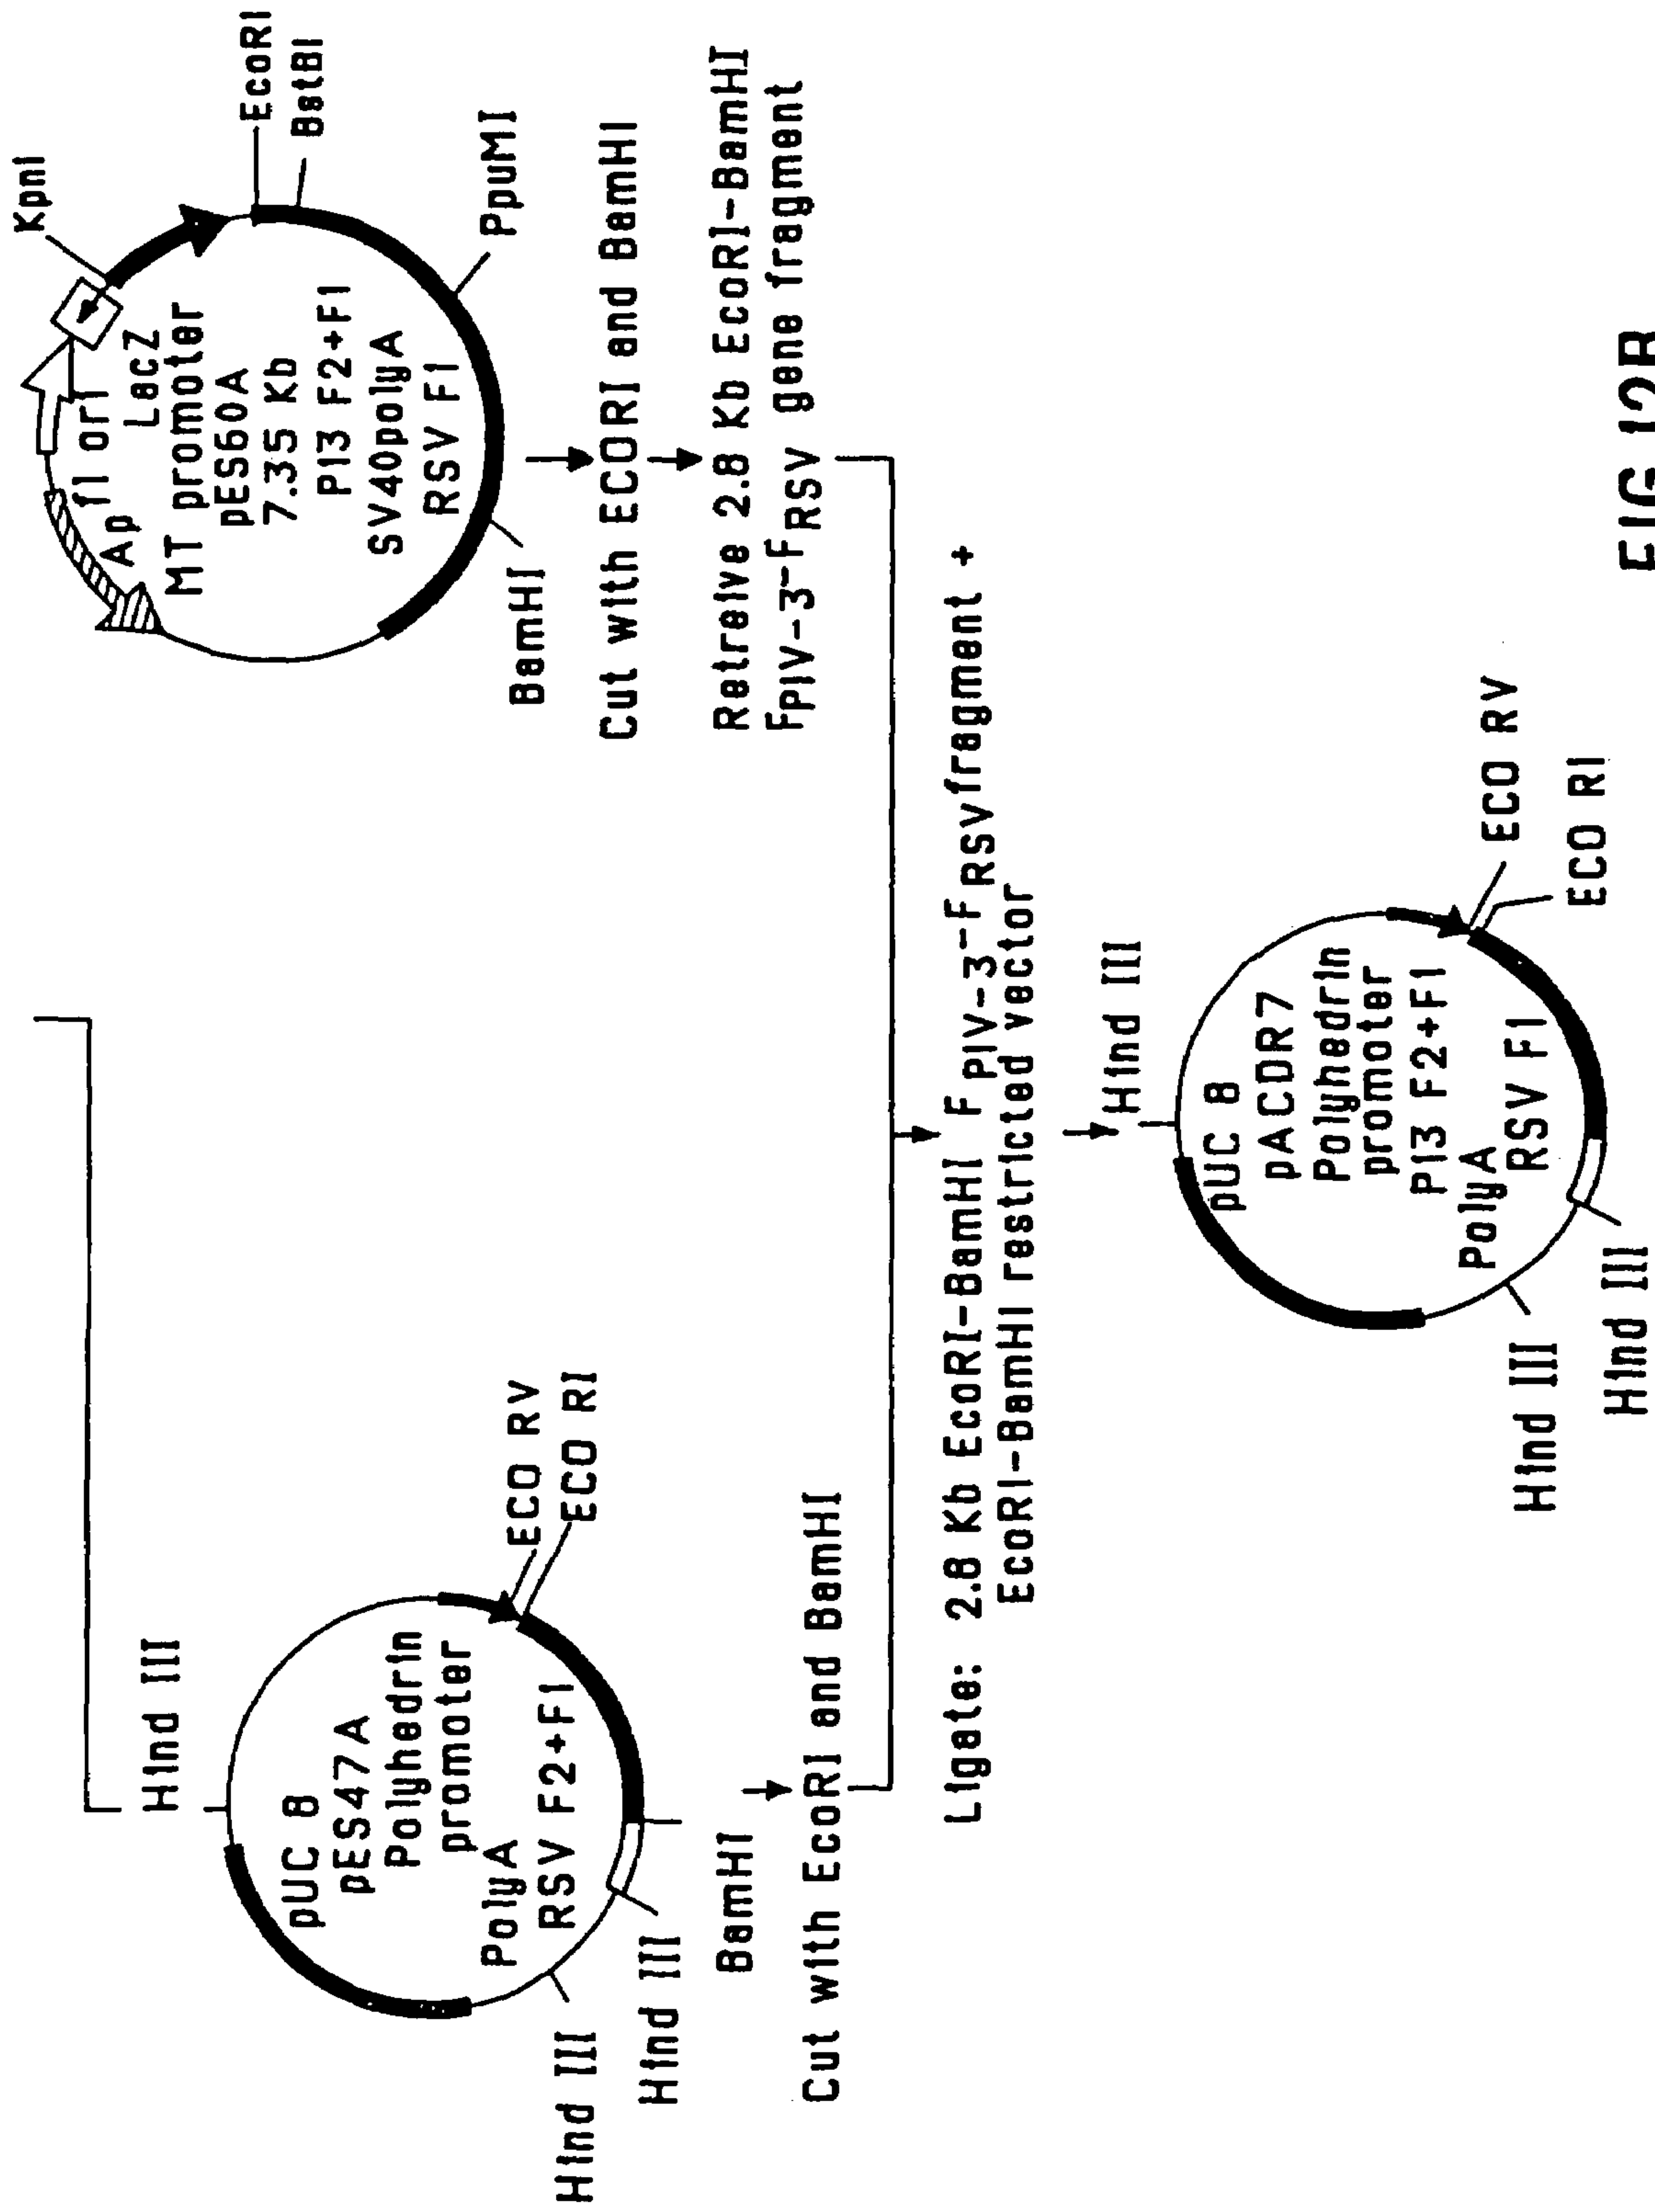 Hind III
pUC 8
pES47A
Polyhedrin
promoter
PolyA
RSV F2+F1
ECO RV
ECO RI
Hind III
Hind III
BamHI
Cut with EcoRI and BamHI
KpnI
EcoRI
BstBI
PpuMI
BamHI
Ap
f1 ori
LacZ
MT promoter
pES60A
7.35 Kb
PI3 F2+F1
SV40polyA
RSV F1
Cut with ECORI and BamHI
Retreive 2.8 Kb EcoRI-BamHI
FPIV-3-FRSV gene fragment
Ligate: 2.8 Kb EcoRI-BamHI F PIV-3-FRSV fragment +
EcoRI-BamHI restricted vector
Hind III
pUC 8
pACDR7
Polyhedrin
promoter
PI3 F2+F1
PolyA
RSV F1
ECO RV
ECO RI
Hind III
Hind III
FIG.12B